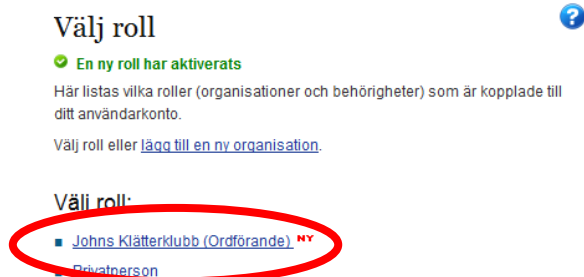 Välj roll
?
En ny roll har aktiverats
Här listas vilka roller (organisationer och behörigheter) som är kopplade till
ditt användarkonto.
Välj roll eller lägg till en ny organisation.
Välj roll:
Johns Klätterklubb (Ordförande) NY
Privatperson